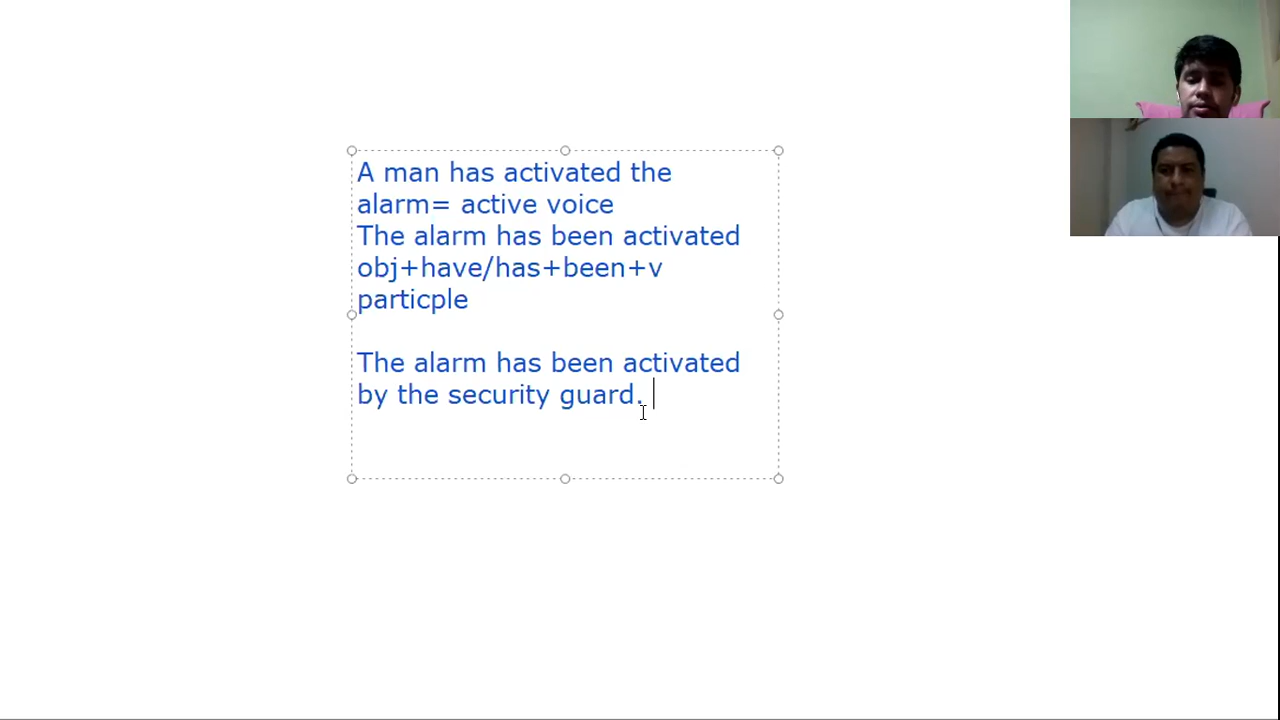 A man has activated the
alarm= active voice
The alarm has been activated
obj+have/has+been+v
particple
The alarm has been activated
by the security guard.